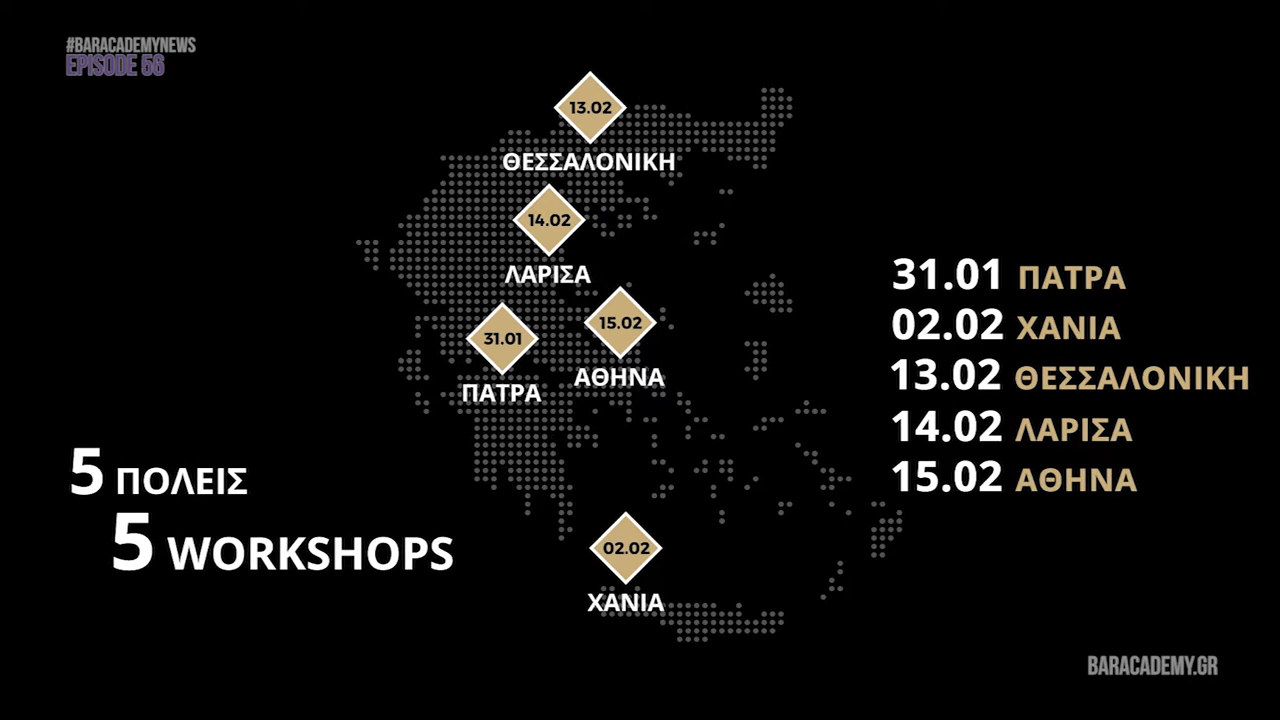 #BARACADEMYNEWS
EPISODE 56
13.02
ΘΕΣΣΑΛΟΝΙΚΗ
14.02
ΛΑΡΙΣΑ
15.02
ΑΘΗΝΑ
31.01
ΠΑΤΡΑ
02.02
ΧΑΝΙΑ
5 ΠΟΛΕΙΣ
5 WORKSHOPS
31.01 ΠΑΤΡΑ
02.02 ΧΑΝΙΑ
13.02 ΘΕΣΣΑΛΟΝΙΚΗ
14.02 ΛΑΡΙΣΑ
15.02 ΑΘΗΝΑ
BARACADEMY.GR